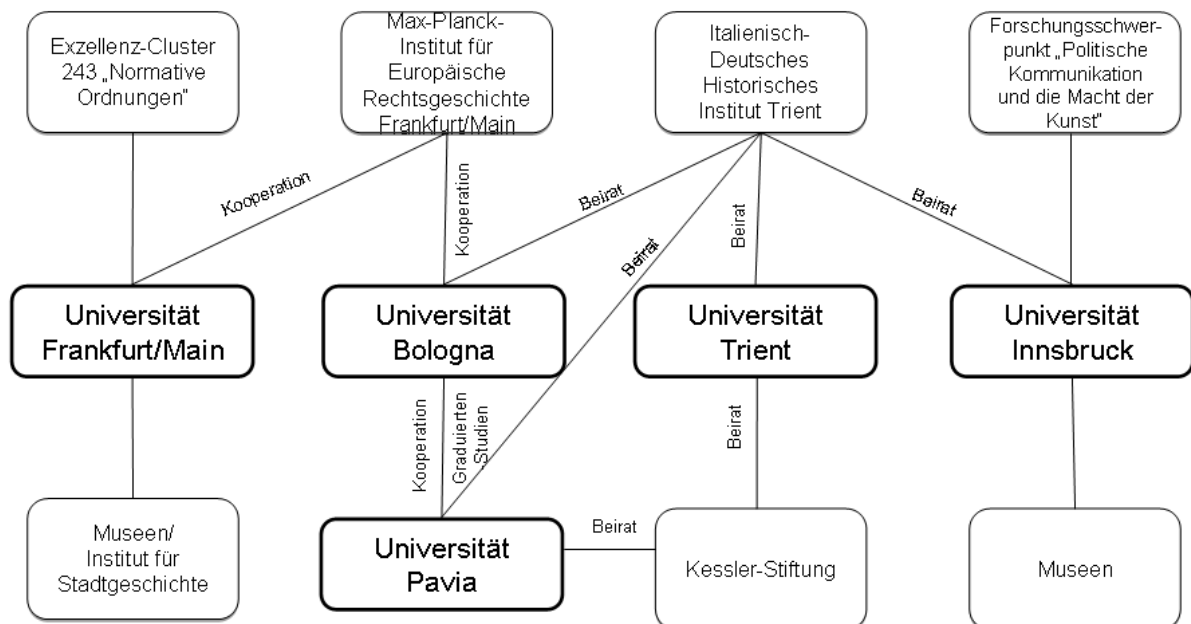 Exzellenz-Cluster
243 „Normative
Ordnungen"
Max-Planck-
Institut für
Europäische
Rechtsgeschichte
Frankfurt/Main
Italienisch-
Deutsches
Historisches
Institut Trient
Forschungsschwer-
punkt „Politische
Kommunikation
und die Macht der
Kunst"
Kooperation
Kooperation
Beirat
Beirat
Beirat
Beirat
Universität
Frankfurt/Main
Universität
Bologna
Universität
Trient
Universität
Innsbruck
Kooperation
Graduierten
-Studien
Beirat
Museen/
Institut für
Stadtgeschichte
Universität
Pavia
Beirat
Kessler-Stiftung
Museen